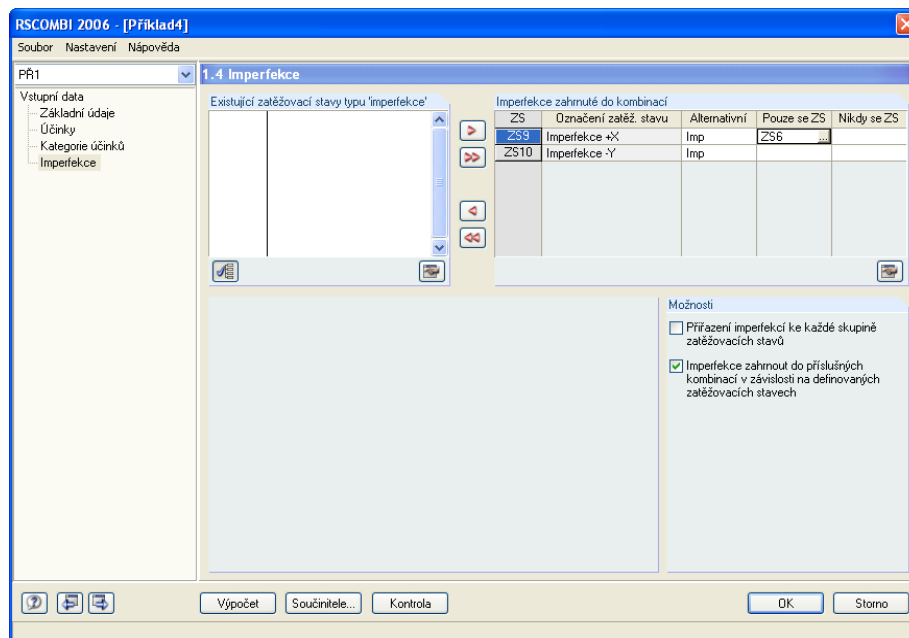 RSCOMBI 2006 - [Příklad4]
Soubor Nastavení Nápověda
PŘ1
1.4 Imperfekce
Vstupní data
Základní údaje
Účinky
Kategorie účinků
Imperfekce
Existující zatěžovací stavy typu 'imperfekce'
Imperfekce zahrnuté do kombinací
ZS Označení zatěž. stavu Alternativní Pouze se ZS Nikdy se ZS
ZS9 Imperfekce +X Imp ZS6 ...
ZS10 Imperfekce -Y Imp
> 
>>
<
<<
Možnosti
Přiřazení imperfekcí ke každé skupině
zatěžovacích stavů
Imperfekce zahrnout do příslušných
kombinací v závislosti na definovaných
zatěžovacích stavech
Výpočet Součinitele... Kontrola OK Storno